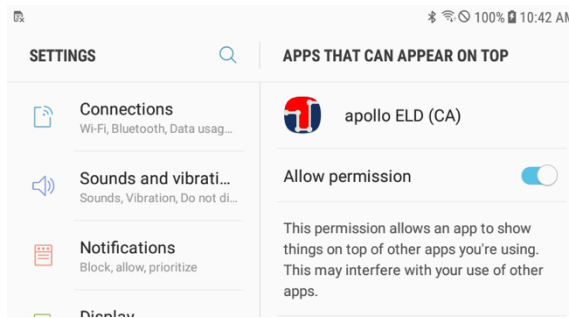 100% 10:42 AM
SETTINGS
APPS THAT CAN APPEAR ON TOP
Connections
Wi-Fi, Bluetooth, Data usag...
apollo ELD (CA)
Sounds and vibrati...
Sounds, Vibration, Do not di...
Allow permission
Notifications
Block, allow, prioritize
This permission allows an app to show
things on top of other apps you're using.
This may interfere with your use of other
apps.
Display